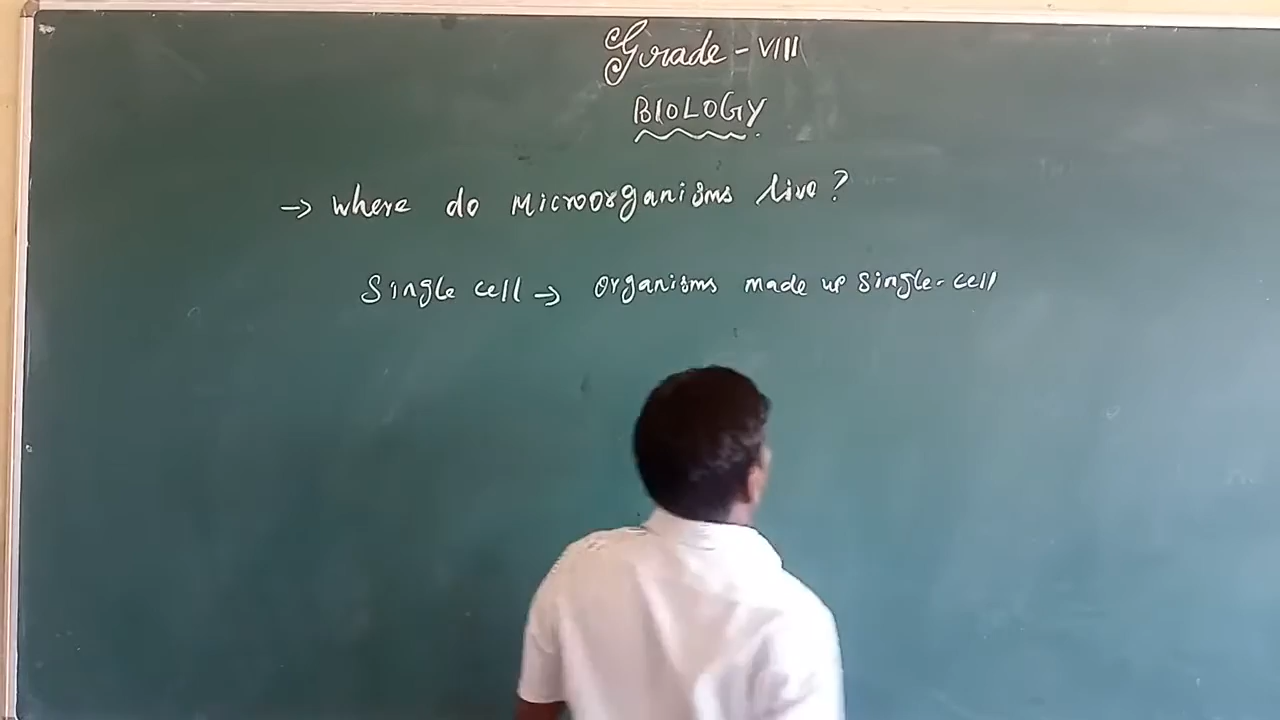 Grade - VIII
BIOLOGY
→ Where do Microorganisms live?
Single cell → Organisms made up Single-cell